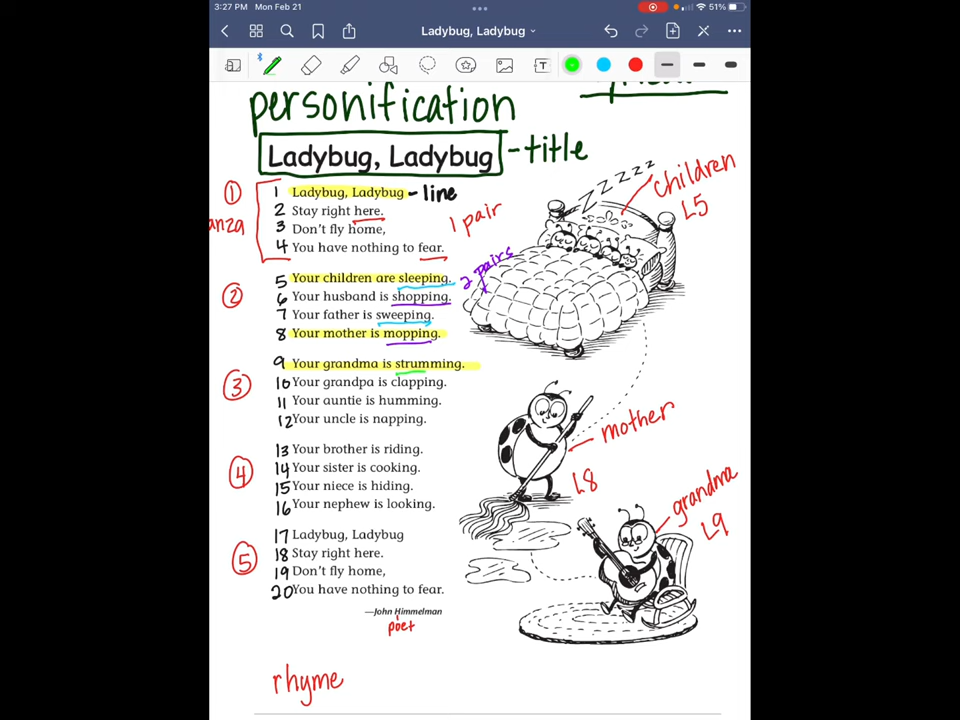 3:27 PM Mon Feb 21
51%
Ladybug, Ladybug
personification
Ladybug, Ladybug
-title
1
anza
1 Ladybug, Ladybug - line
2 Stay right here.
3 Don't fly home,
4 You have nothing to fear.
1 pair
2
5 Your children are sleeping.
6 Your husband is shopping.
7 Your father is sweeping.
8 Your mother is mopping.
2 pairs
3
9 Your grandma is strumming.
10 Your grandpa is clapping.
11 Your auntie is humming.
12 Your uncle is napping.
4
13 Your brother is riding.
14 Your sister is cooking.
15 Your niece is hiding.
16 Your nephew is looking.
5
17 Ladybug, Ladybug
18 Stay right here.
19 Don't fly home,
20 You have nothing to fear.
—John Himmelman
poet
rhyme
ZZZZZZZ
children
L5
mother
L8
grandma
L9
T